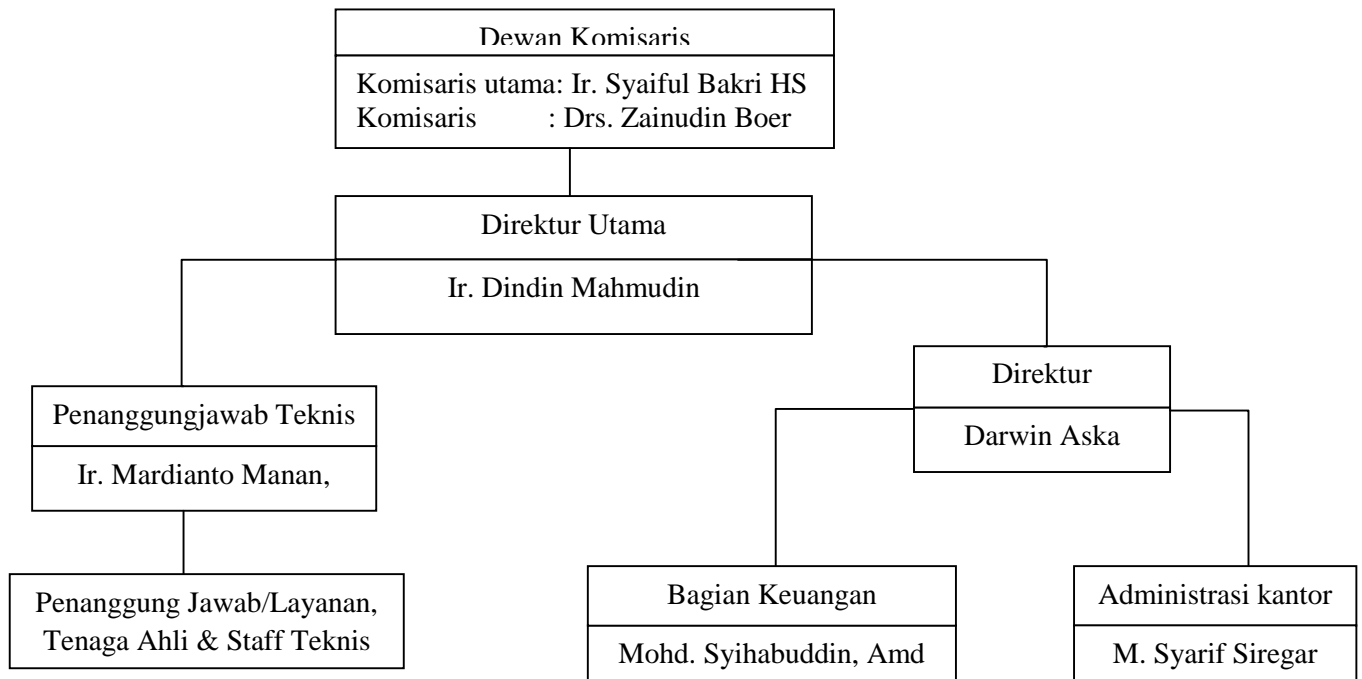 Dewan Komisaris
Komisaris utama: Ir. Syaiful Bakri HS
Komisaris : Drs. Zainudin Boer
Direktur Utama
Ir. Dindin Mahmudin
Direktur
Darwin Aska
Penanggungjawab Teknis
Ir. Mardianto Manan,
Penanggung Jawab/Layanan,
Tenaga Ahli & Staff Teknis
Bagian Keuangan
Mohd. Syihabuddin, Amd
Administrasi kantor
M. Syarif Siregar